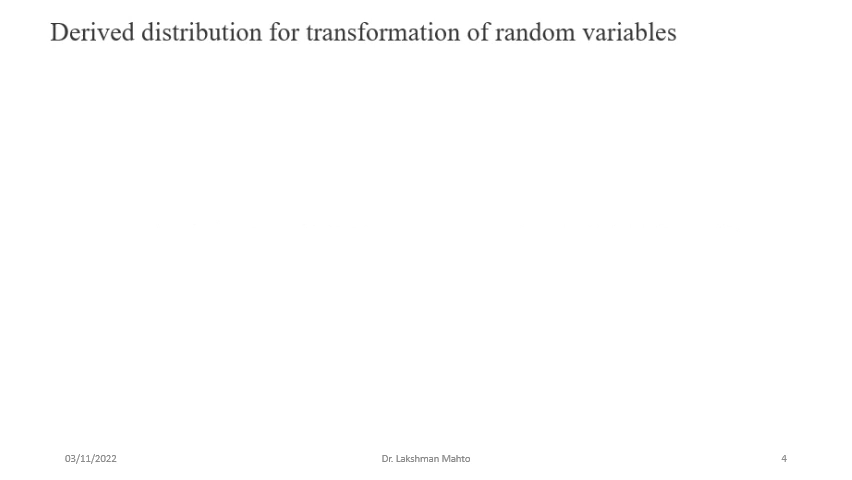 Derived distribution for transformation of random variables
03/11/2022
Dr. Lakshman Mahto
4